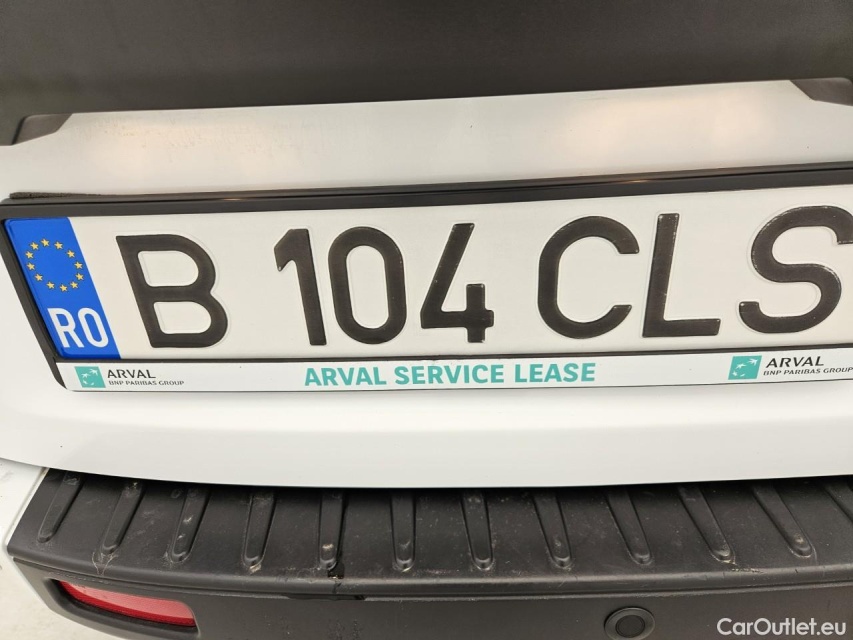 RO B 104 CLS
ARVAL
BNP PARIBAS GROUP
ARVAL SERVICE LEASE
ARVAL
BNP PARIBAS GROUP
CarOutlet.eu